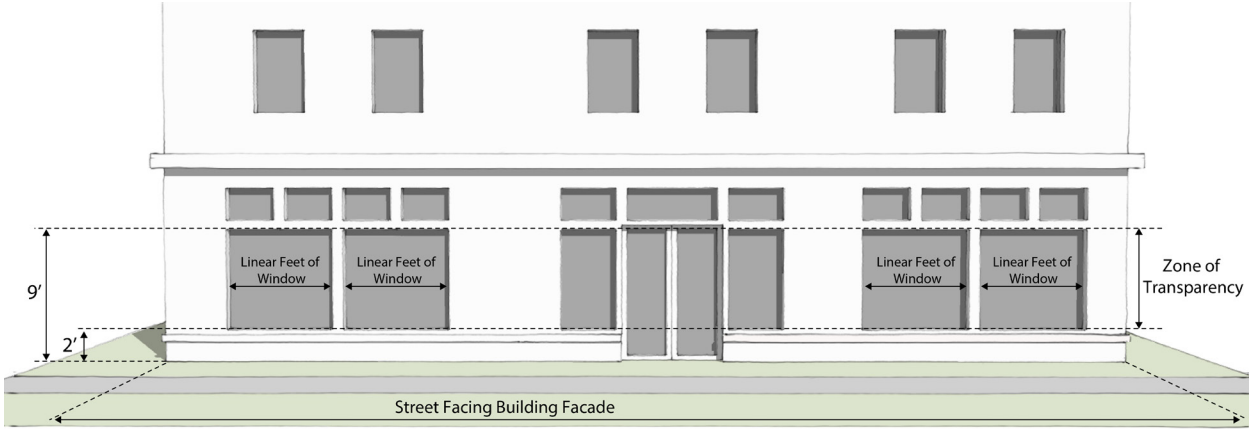 Linear Feet of
Window
Linear Feet of
Window
Linear Feet of
Window
Linear Feet of
Window
Zone of
Transparency
9'
2'
Street Facing Building Facade